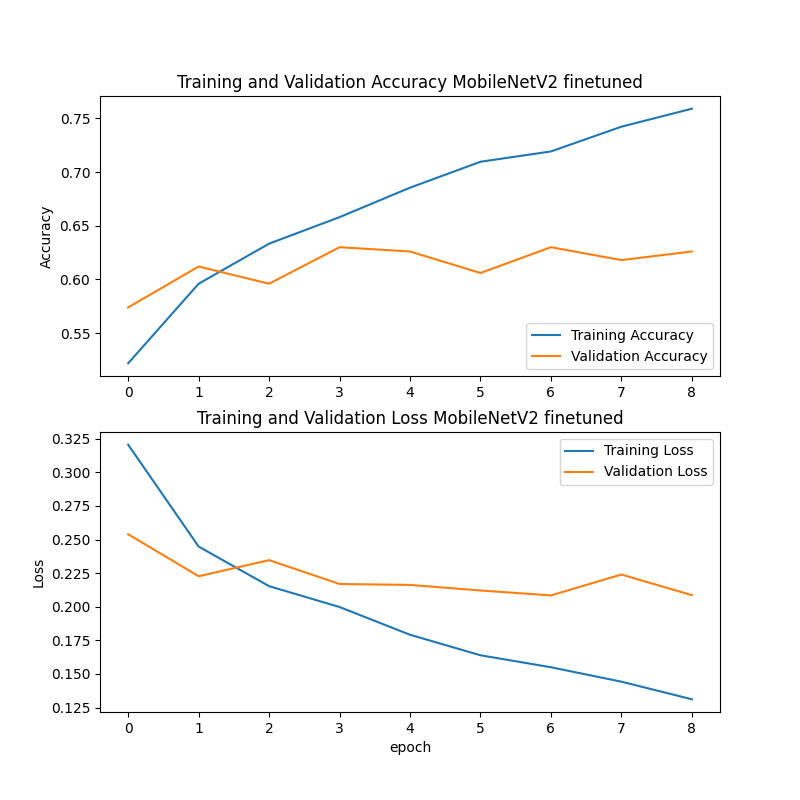 Training and Validation Accuracy MobileNetV2 finetuned
Accuracy
0.75
0.70
0.65
0.60
0.55
Training Accuracy
Validation Accuracy
0 1 2 3 4 5 6 7 8
Training and Validation Loss MobileNetV2 finetuned
Loss
0.325
0.300
0.275
0.250
0.225
0.200
0.175
0.150
0.125
Training Loss
Validation Loss
0 1 2 3 4 5 6 7 8
epoch